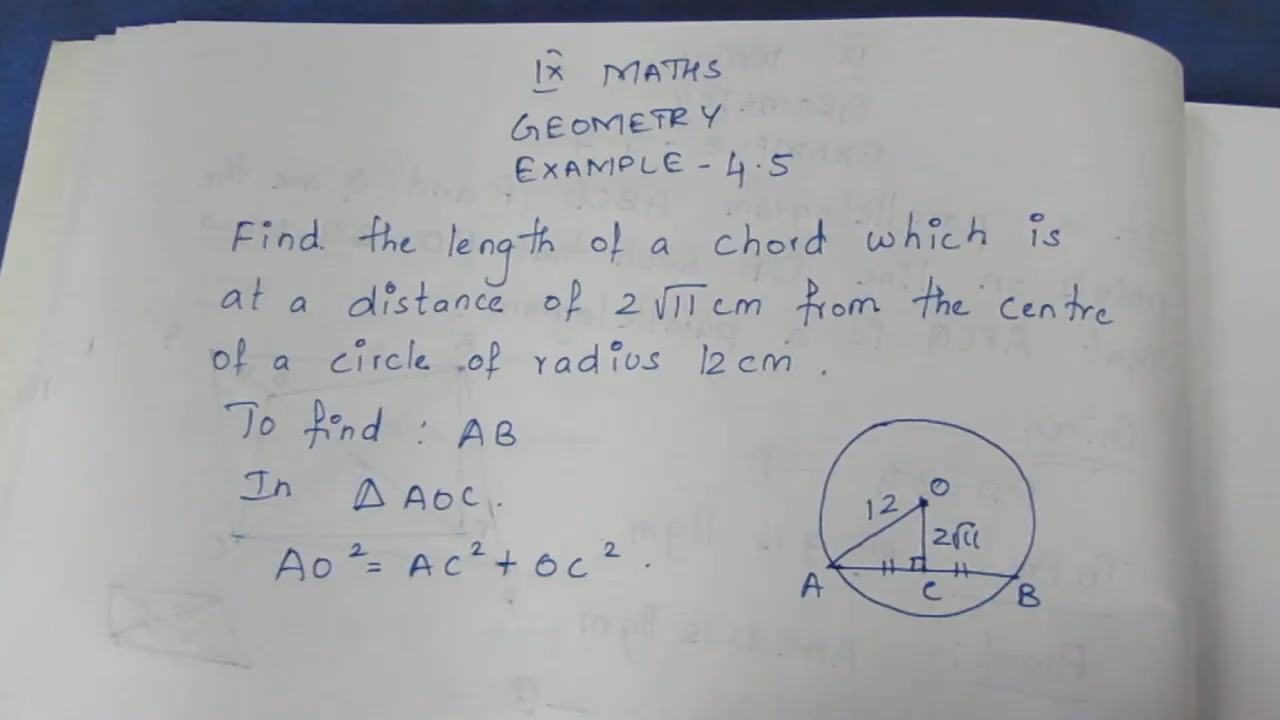 IX MATHS
GEOMETRY
EXAMPLE - 4.5
Find the length of a chord which is
at a distance of 2√11 cm from the centre
of a circle of radius 12 cm.
To find : AB
In Δ AOC.
AO² = AC² + OC².
O
12
2√11
A
C
B